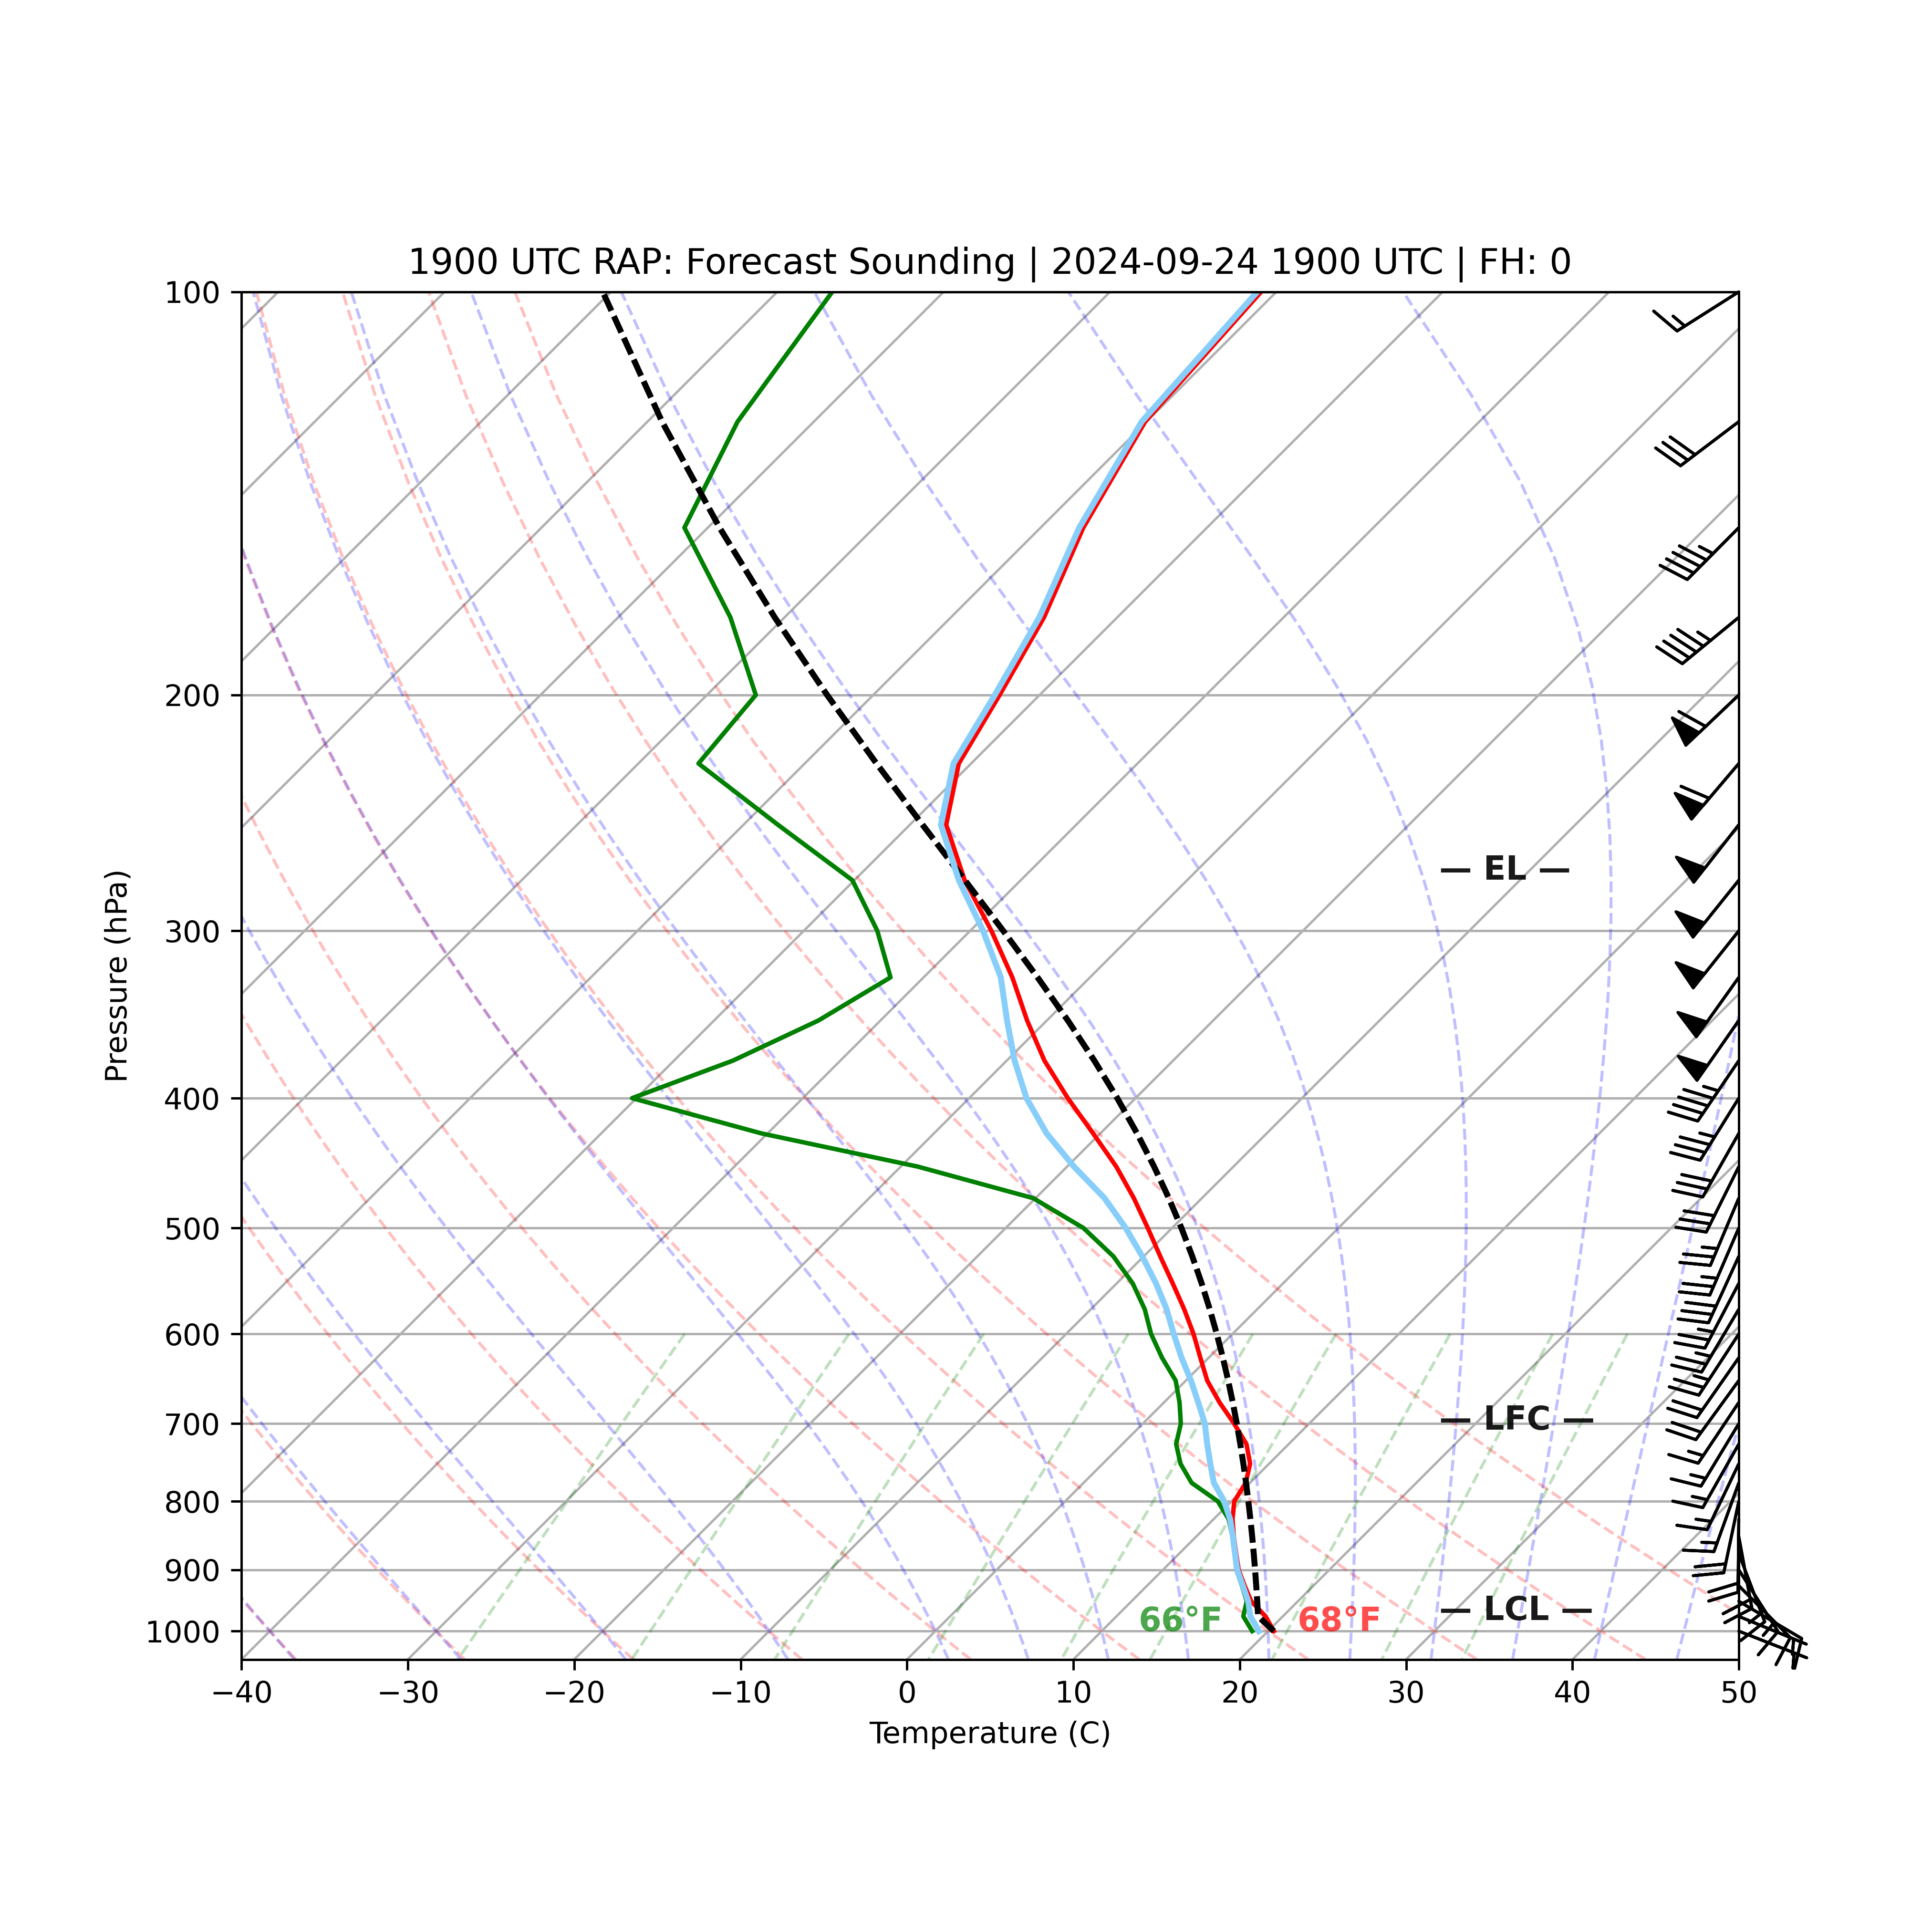 1900 UTC RAP: Forecast Sounding | 2024-09-24 1900 UTC | FH: 0
100
200
300
400
500
600
700
800
900
1000
Pressure (hPa)
— EL —
— LFC —
— LCL —
66°F
68°F
−40 −30 −20 −10 0 10 20 30 40 50
Temperature (C)